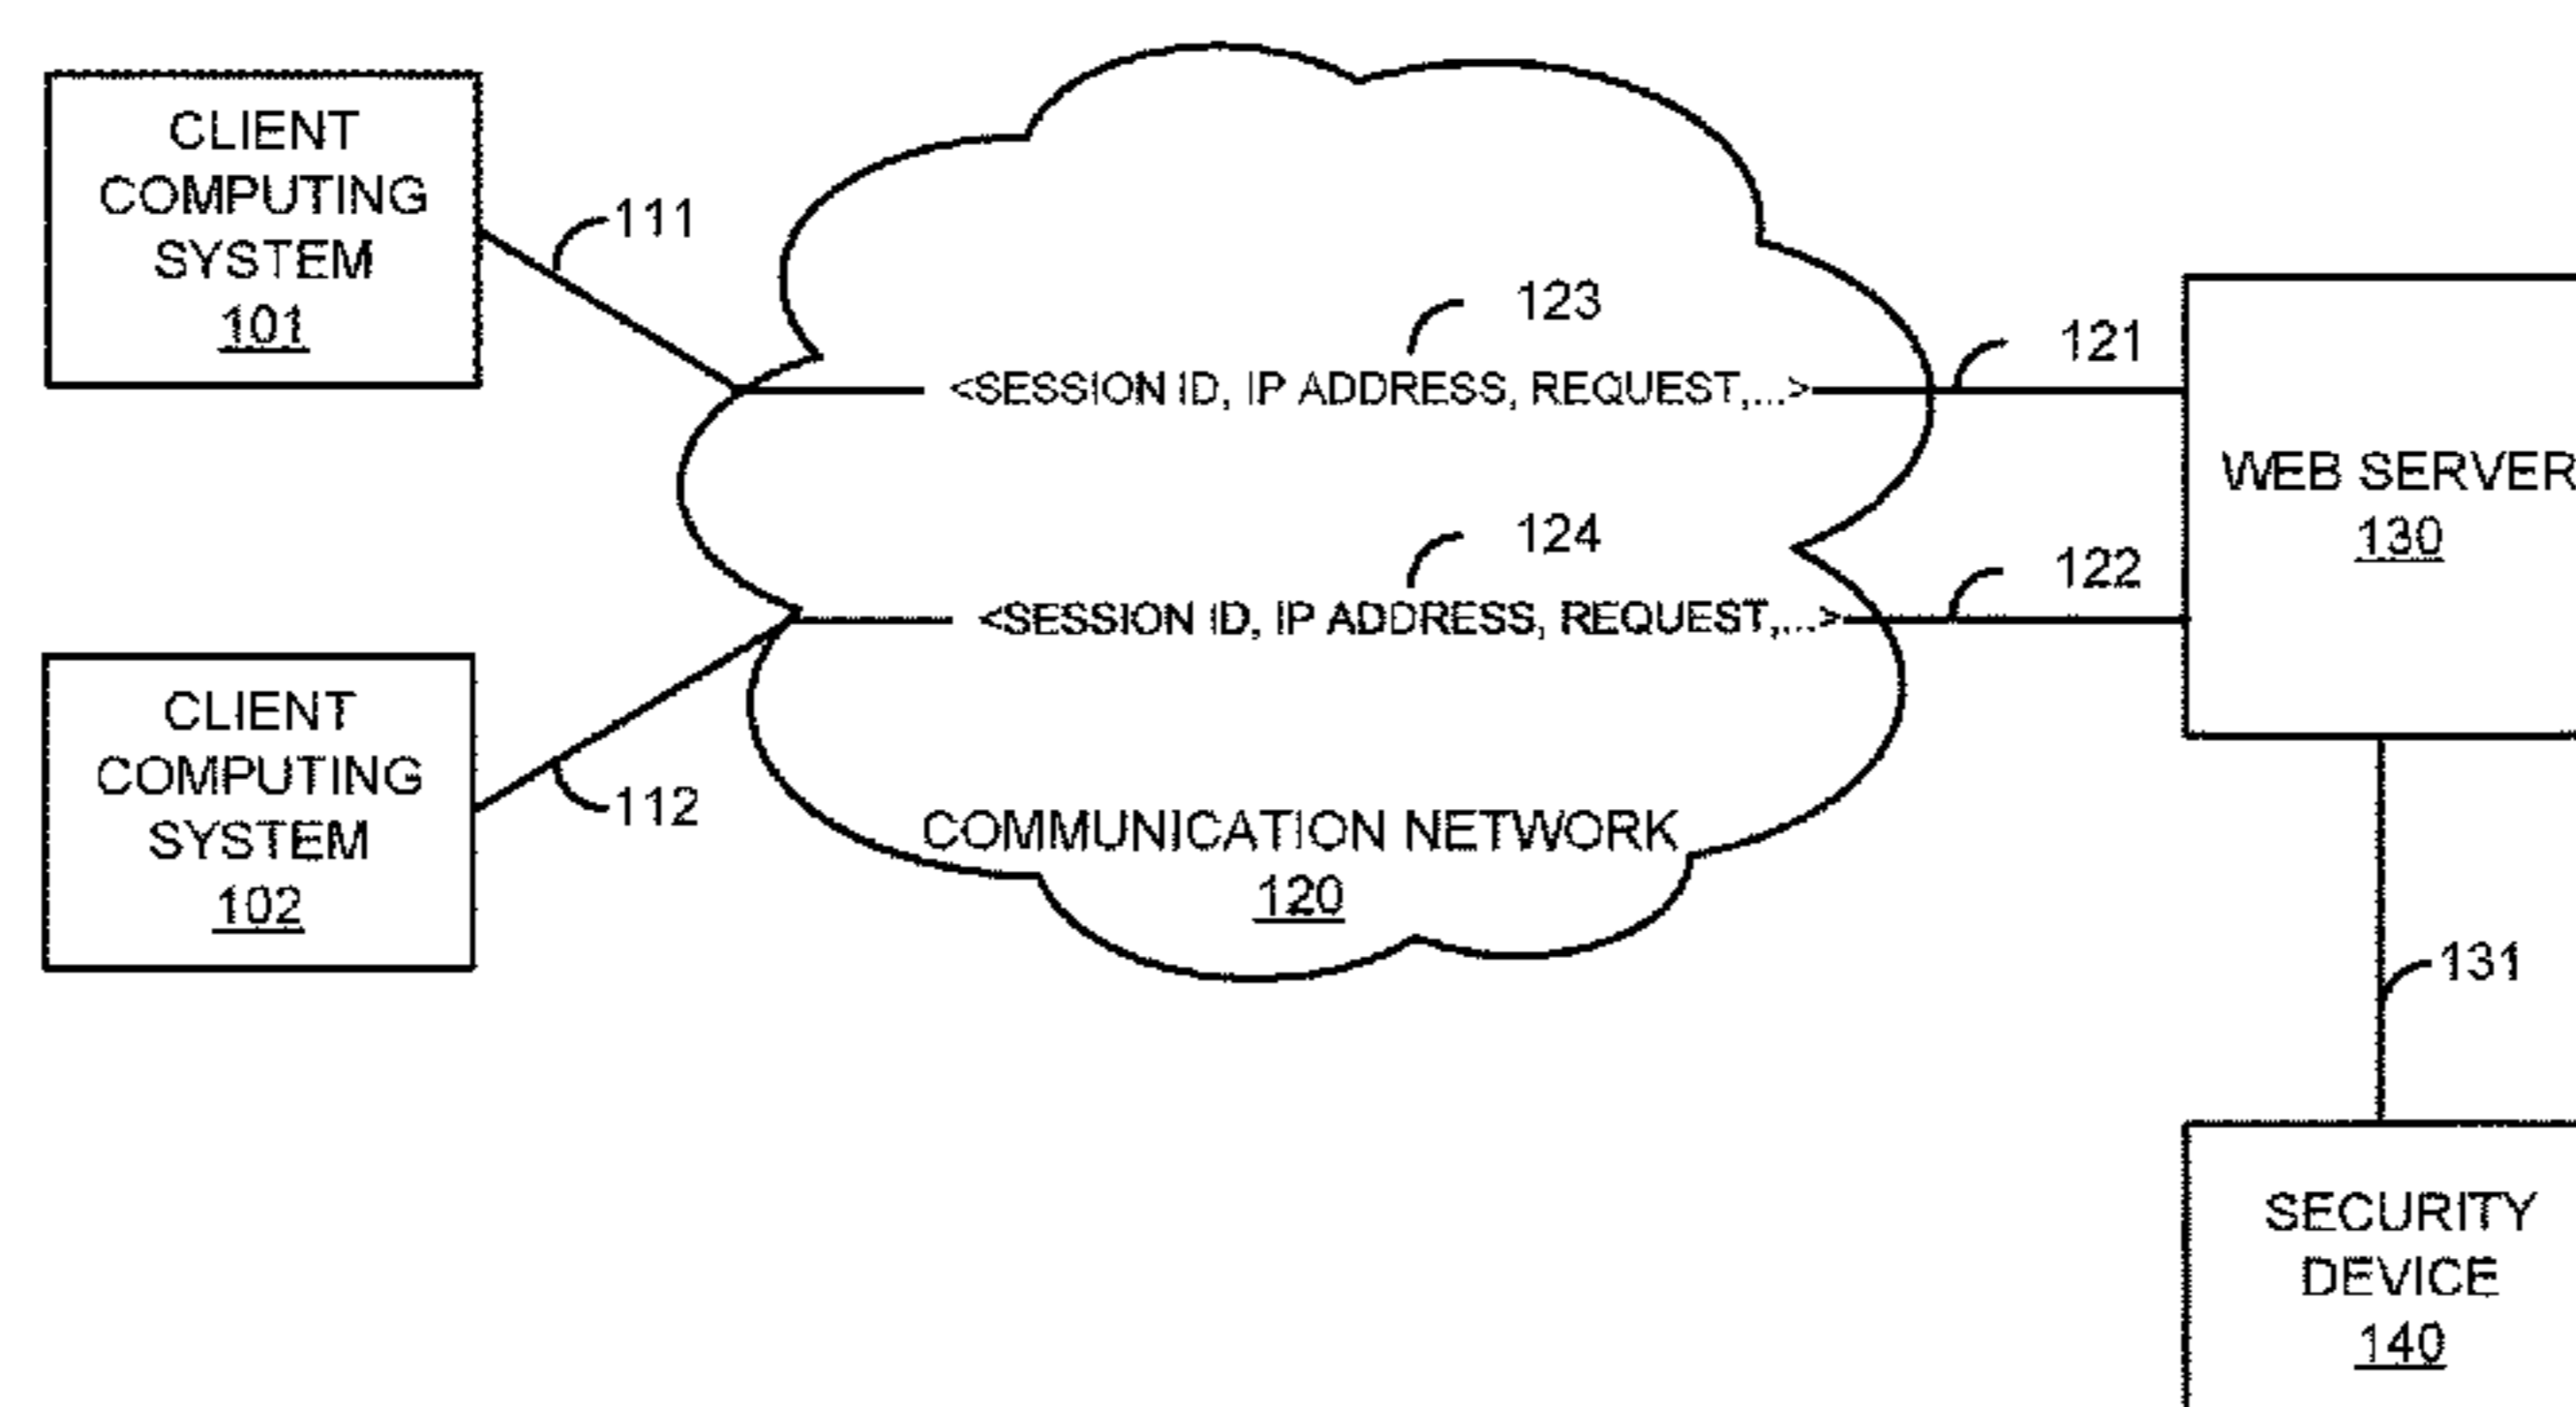 CLIENT
COMPUTING
SYSTEM
101
111
123
<SESSION ID, IP ADDRESS, REQUEST,...>
121
WEB SERVER
130
124
<SESSION ID, IP ADDRESS, REQUEST,...>
122
CLIENT
COMPUTING
SYSTEM
102
112
COMMUNICATION NETWORK
120
131
SECURITY
DEVICE
140